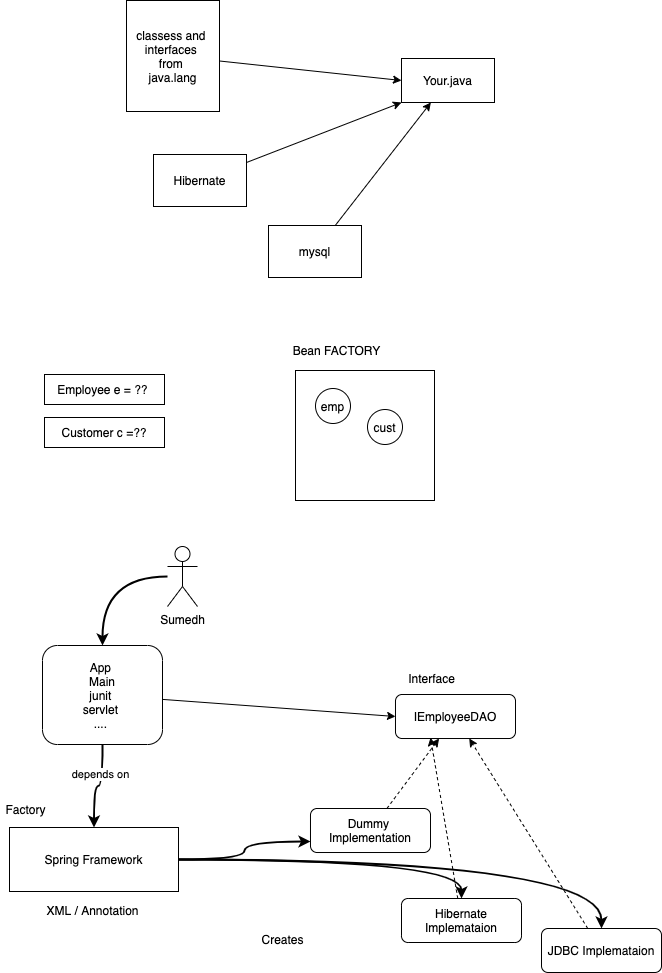 classess and
interfaces
from
java.lang
Your.java
Hibernate
mysql
Bean FACTORY
Employee e = ??
emp
cust
Customer c =??
Sumedh
App
Main
junit
servlet
....
Interface
IEmployeeDAO
depends on
Factory
Dummy
Implementation
Spring Framework
XML / Annotation
Hibernate
Implemataion
Creates
JDBC Implemataion